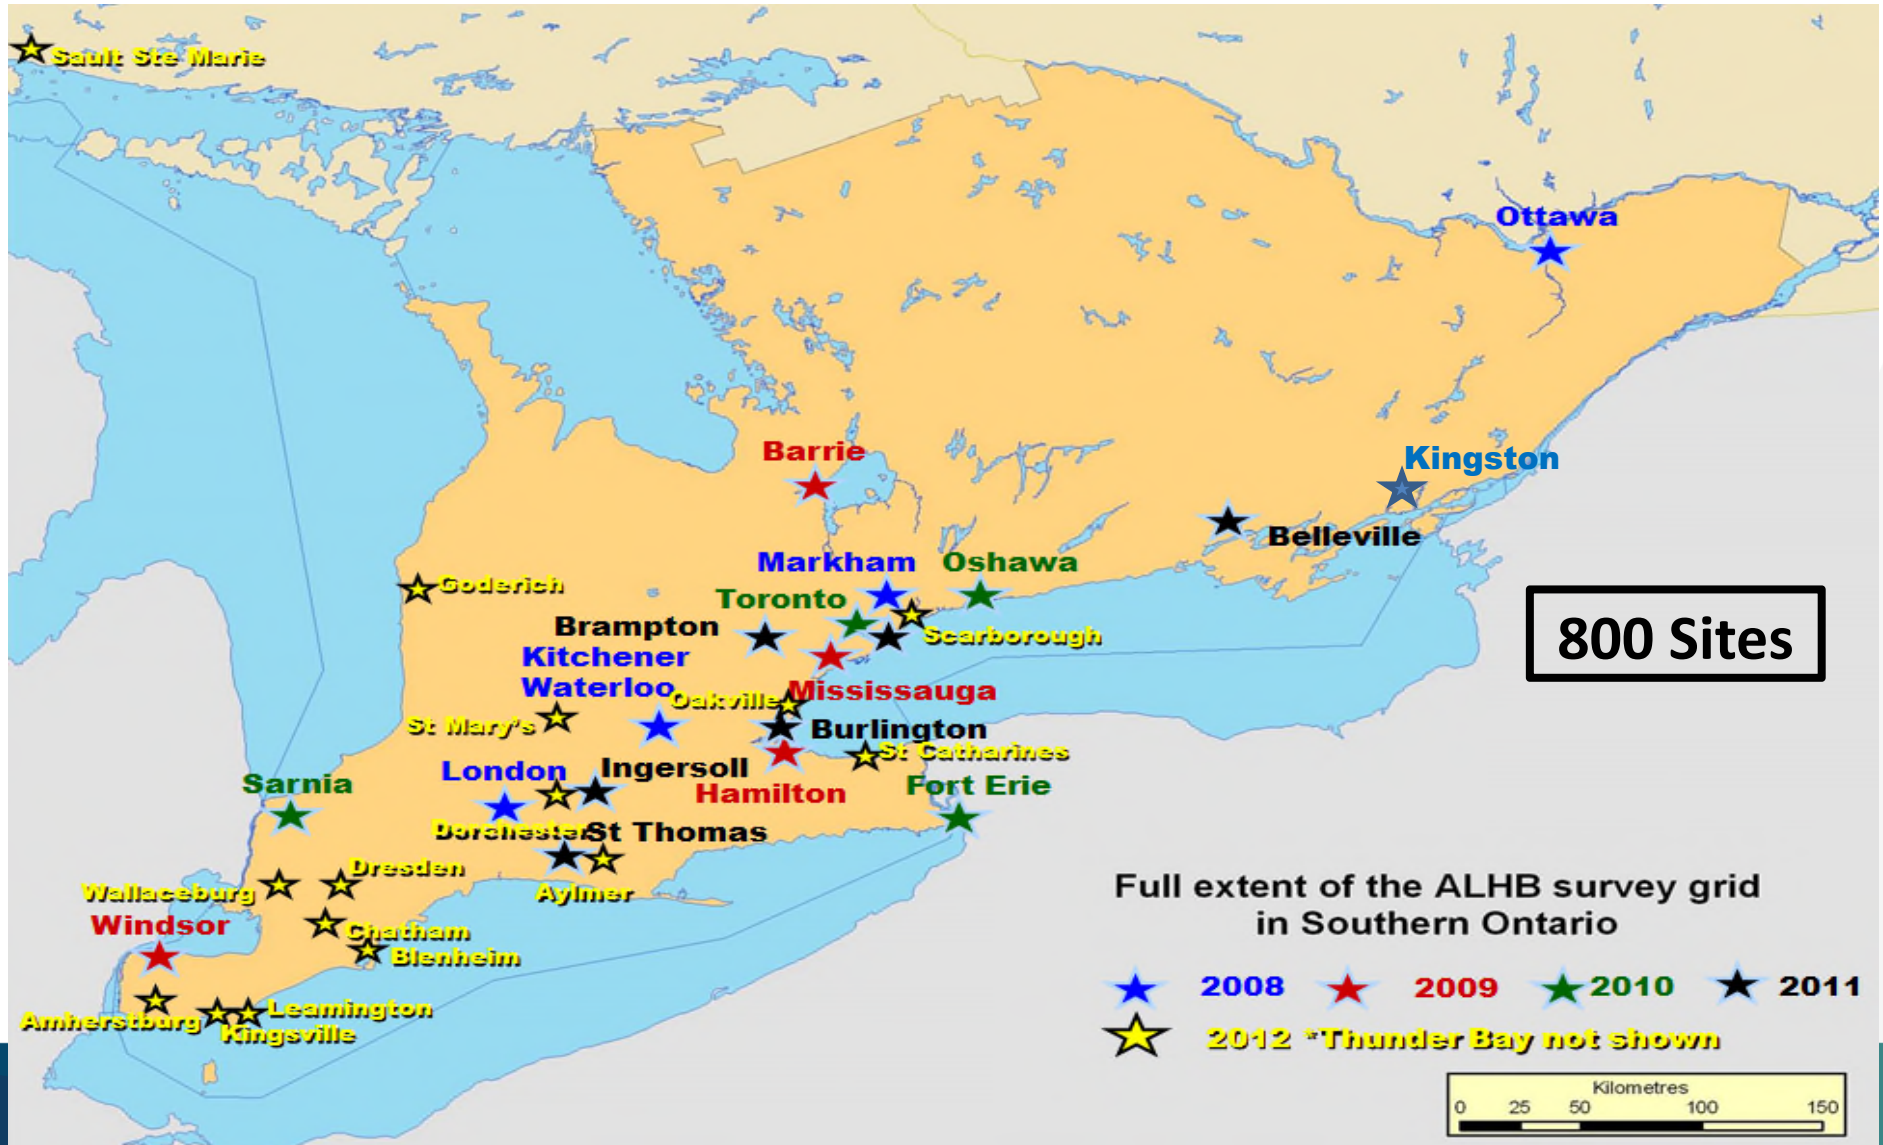 Sault Ste Marie
Ottawa
Barrie
Kingston
Belleville
Markham
Oshawa
Goderich
Toronto
Brampton
Scarborough
800 Sites
Kitchener
Waterloo
Oakville
Mississauga
St Mary's
Burlington
St Catharines
London
Ingersoll
Sarnia
Hamilton
Fort Erie
Dorchester
St Thomas
Dresden
Wallaceburg
Aylmer
Windsor
Chatham
Blenheim
Leamington
Amherstburg
Kingsville
Full extent of the ALHB survey grid
in Southern Ontario
2008 2009 2010 2011
2012 *Thunder Bay not shown
Kilometres
0 25 50 100 150